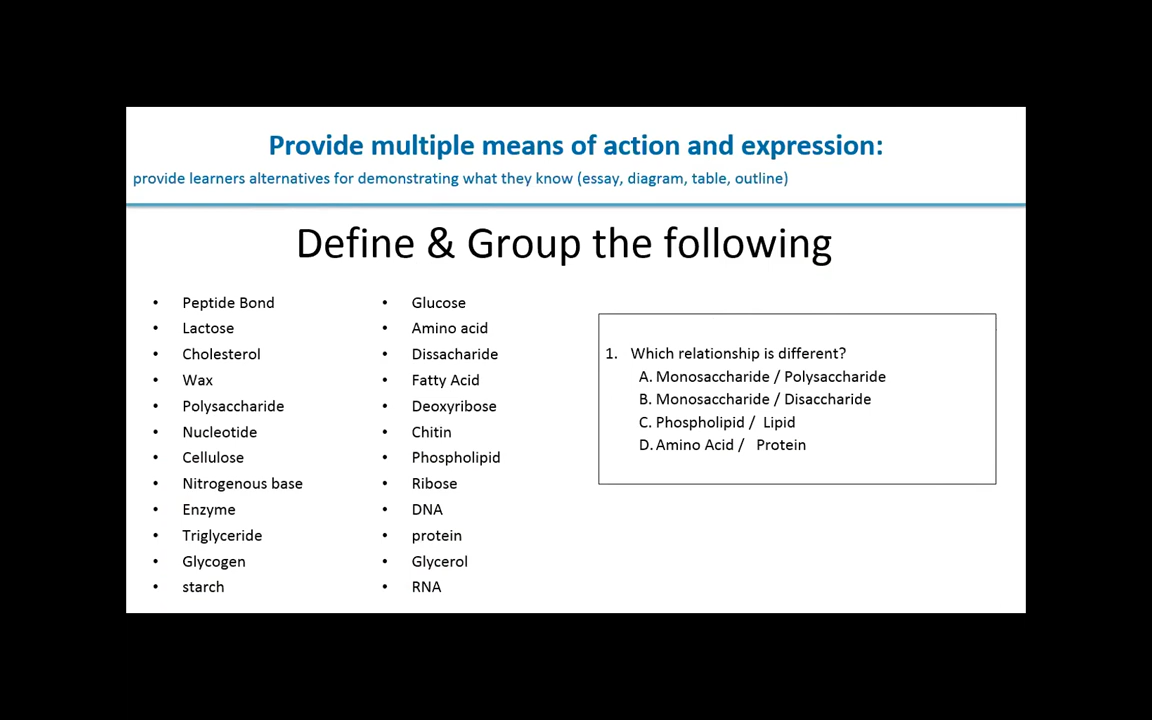 Provide multiple means of action and expression:
provide learners alternatives for demonstrating what they know (essay, diagram, table, outline)
Define & Group the following
• Peptide Bond
• Lactose
• Cholesterol
• Wax
• Polysaccharide
• Nucleotide
• Cellulose
• Nitrogenous base
• Enzyme
• Triglyceride
• Glycogen
• starch
• Glucose
• Amino acid
• Dissacharide
• Fatty Acid
• Deoxyribose
• Chitin
• Phospholipid
• Ribose
• DNA
• protein
• Glycerol
• RNA
1. Which relationship is different?
A. Monosaccharide / Polysaccharide
B. Monosaccharide / Disaccharide
C. Phospholipid / Lipid
D. Amino Acid / Protein